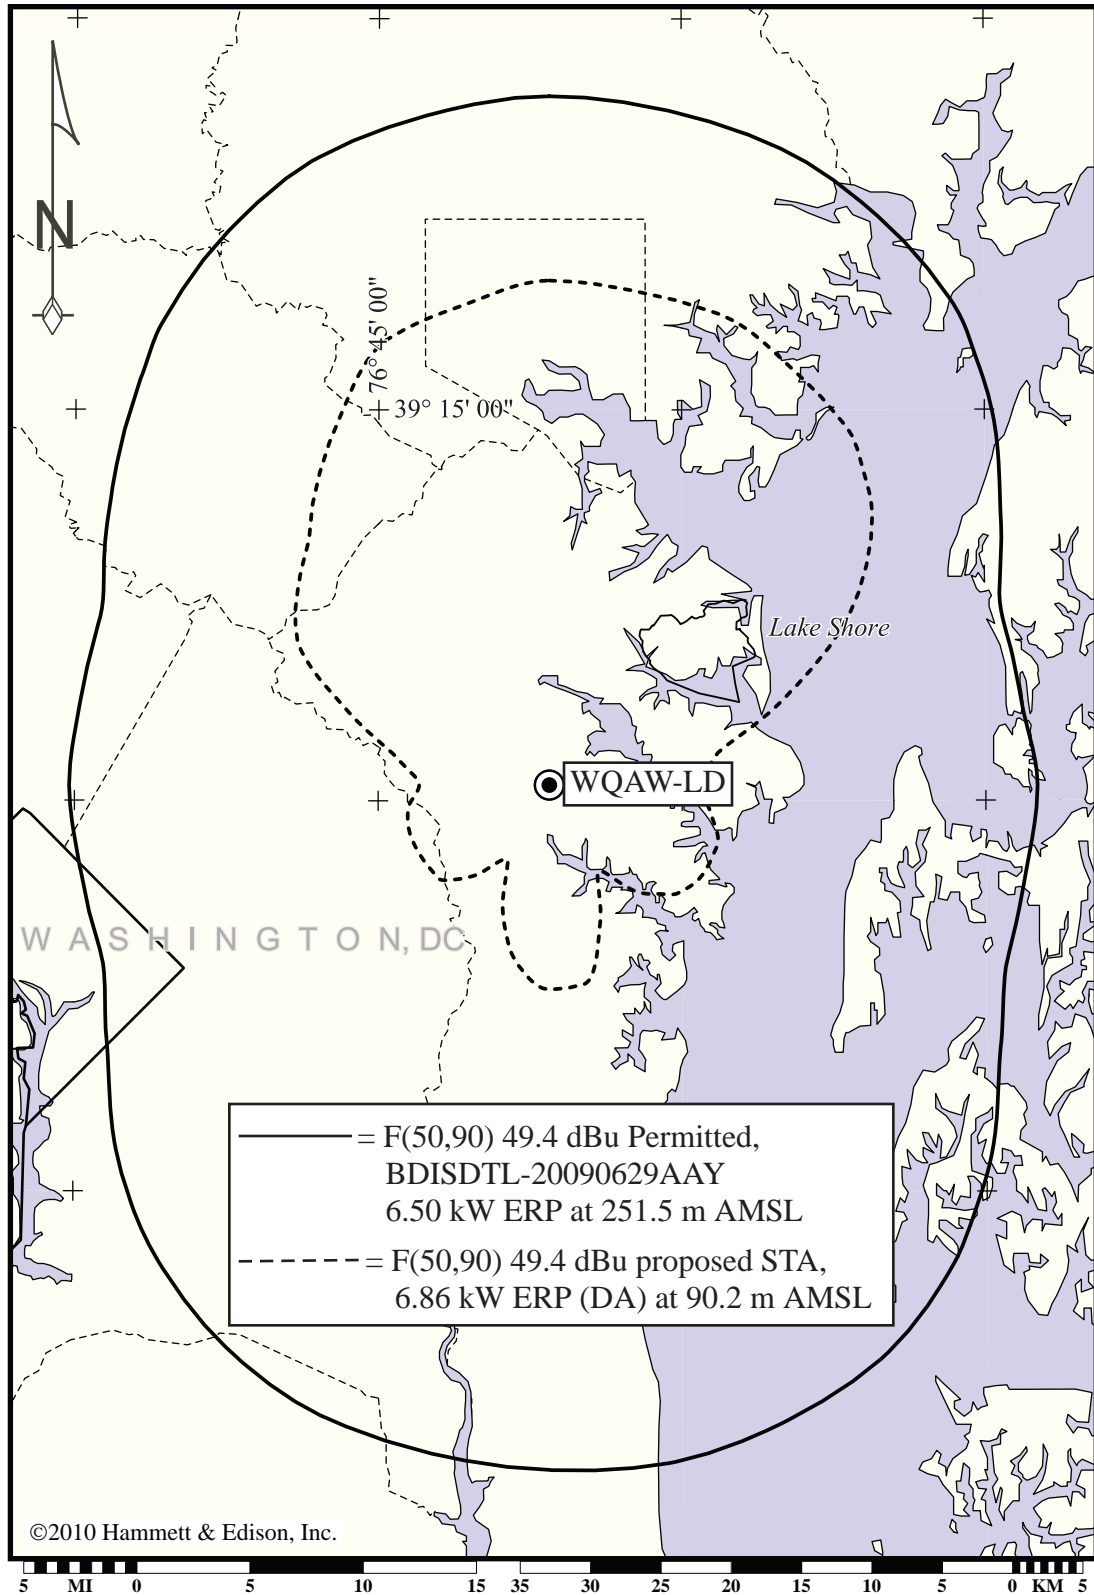 N
76° 45' 00"
39° 15' 00"
Lake Shore
WQAW-LD
WASHINGTON, DC
= F(50,90) 49.4 dBu Permitted,
BDISDTL-20090629AAY
6.50 kW ERP at 251.5 m AMSL
= F(50,90) 49.4 dBu proposed STA,
6.86 kW ERP (DA) at 90.2 m AMSL
©2010 Hammett & Edison, Inc.
5 MI 0 5 10 15 35 30 25 20 15 10 5 0 KM 5